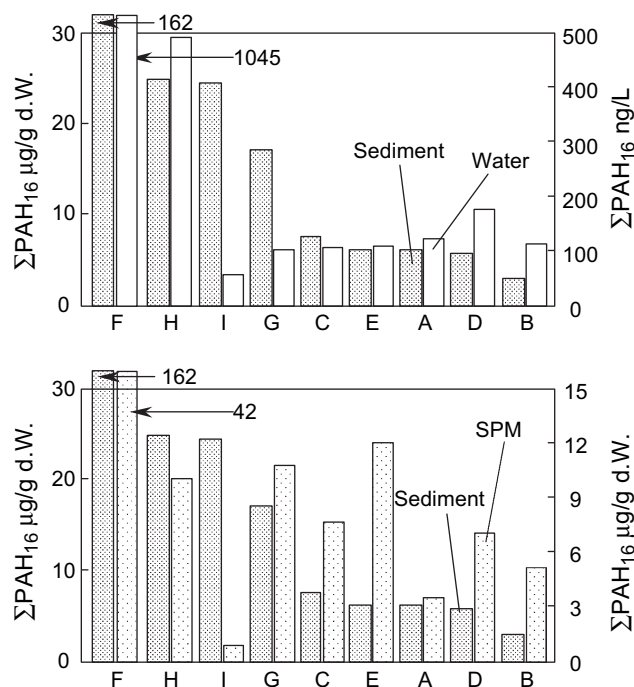 162
1045
30
20
10
0
ΣPAH16 µg/g d.W.
500
400
300
200
100
0
ΣPAH16 ng/L
Sediment
Water
F H I G C E A D B
162
42
30
20
10
0
ΣPAH16 µg/g d.W.
15
12
9
6
3
0
ΣPAH16 µg/g d.W.
SPM
Sediment
F H I G C E A D B